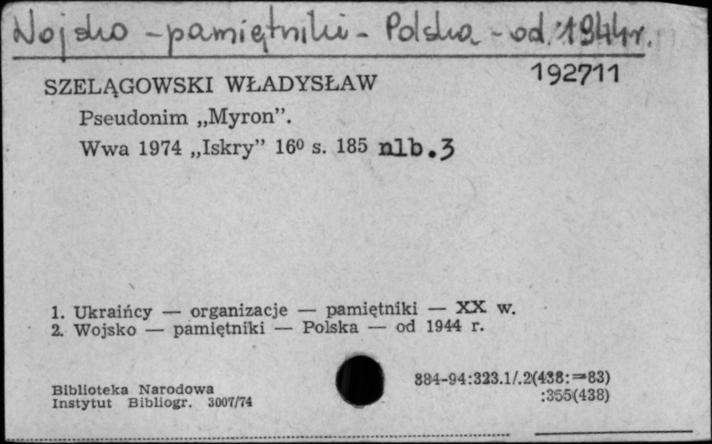 Wojsko - pamiętniki - Polska - od 1944 r.
192711
SZELĄGOWSKI WŁADYSŁAW
Pseudonim „Myron”.
Wwa 1974 „Iskry” 16⁰ s. 185 nlb.3
1. Ukraińcy — organizacje — pamiętniki — XX w.
2. Wojsko — pamiętniki — Polska — od 1944 r.
884-94:323.1/.2(438:=83)
:355(438)
Biblioteka Narodowa
Instytut Bibliogr. 3007/74